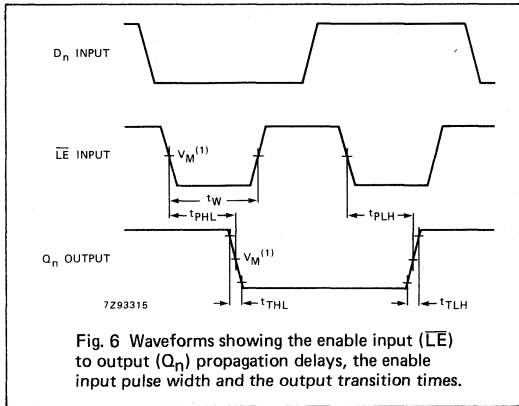 Dn INPUT
LE INPUT
VM(1)
tW
tPHL
tPLH
Qn OUTPUT
VM(1)
7Z93315
tTHL
tTLH
Fig. 6 Waveforms showing the enable input (LE)
to output (Qn) propagation delays, the enable
input pulse width and the output transition times.